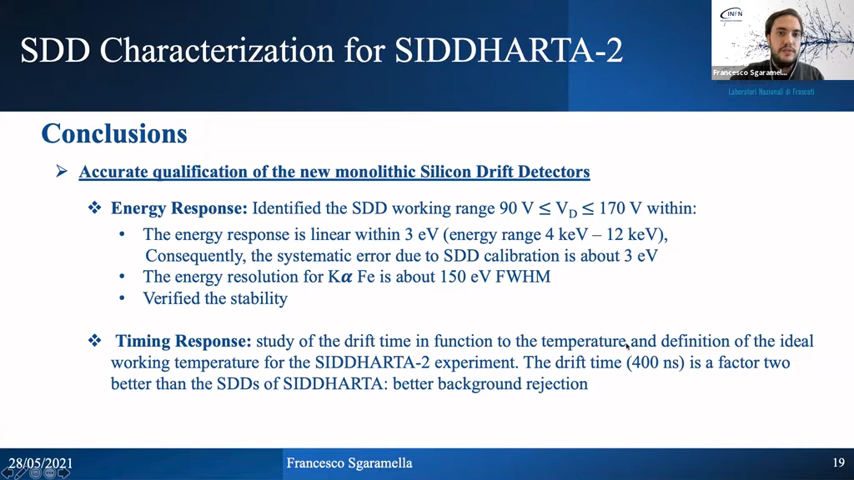 SDD Characterization for SIDDHARTA-2
INFN
Francesco Sgaramel...
Laboratori Nazionali di Frascati
Conclusions
➢ Accurate qualification of the new monolithic Silicon Drift Detectors
❖ Energy Response: Identified the SDD working range 90 V ≤ V_D ≤ 170 V within:
• The energy response is linear within 3 eV (energy range 4 keV – 12 keV),
Consequently, the systematic error due to SDD calibration is about 3 eV
• The energy resolution for Kα Fe is about 150 eV FWHM
• Verified the stability
❖ Timing Response: study of the drift time in function to the temperature and definition of the ideal
working temperature for the SIDDHARTA-2 experiment. The drift time (400 ns) is a factor two
better than the SDDs of SIDDHARTA: better background rejection
28/05/2021
Francesco Sgaramella
19